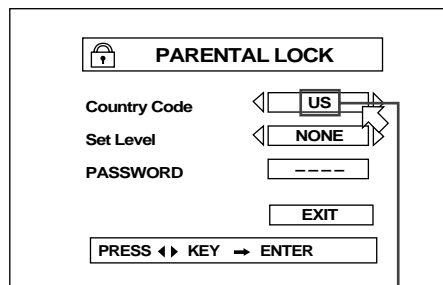 PARENTAL LOCK
Country Code US
Set Level NONE
PASSWORD – – – –
EXIT
PRESS ◀ ▶ KEY → ENTER